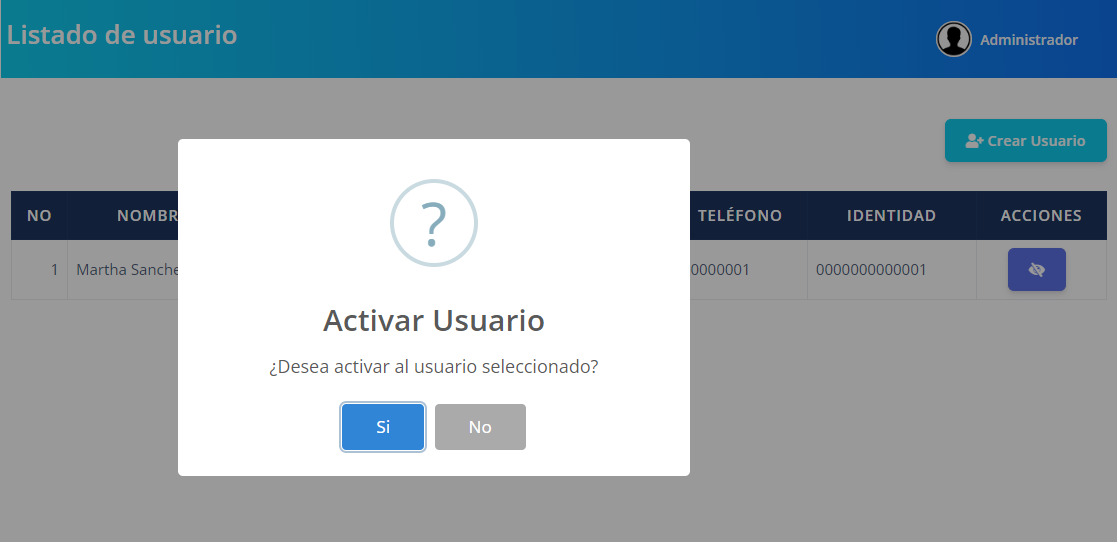 Listado de usuario
Administrador
Crear Usuario
NO NOMBR TELÉFONO IDENTIDAD ACCIONES
1 Martha Sanche 0000001 0000000000001
?
Activar Usuario
¿Desea activar al usuario seleccionado?
Si No